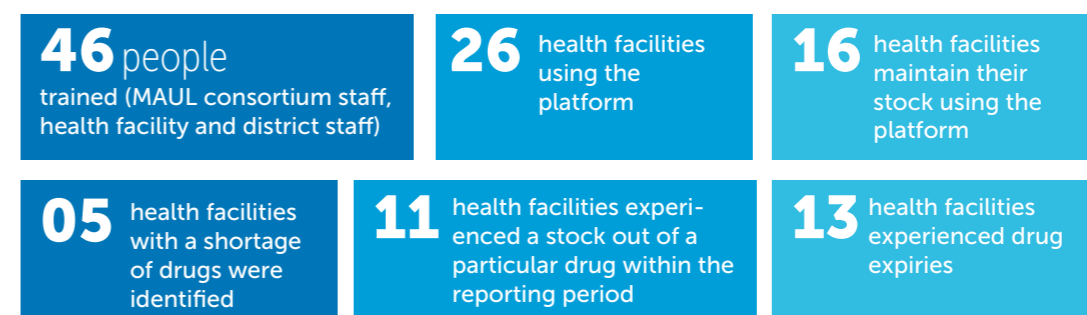 46 people
trained (MAUL consortium staff,
health facility and district staff)
26 health facilities
using the
platform
16 health facilities
maintain their
stock using the
platform
05 health facilities
with a shortage
of drugs were
identified
11 health facilities experi-
enced a stock out of a
particular drug within the
reporting period
13 health facilities
experienced drug
expiries